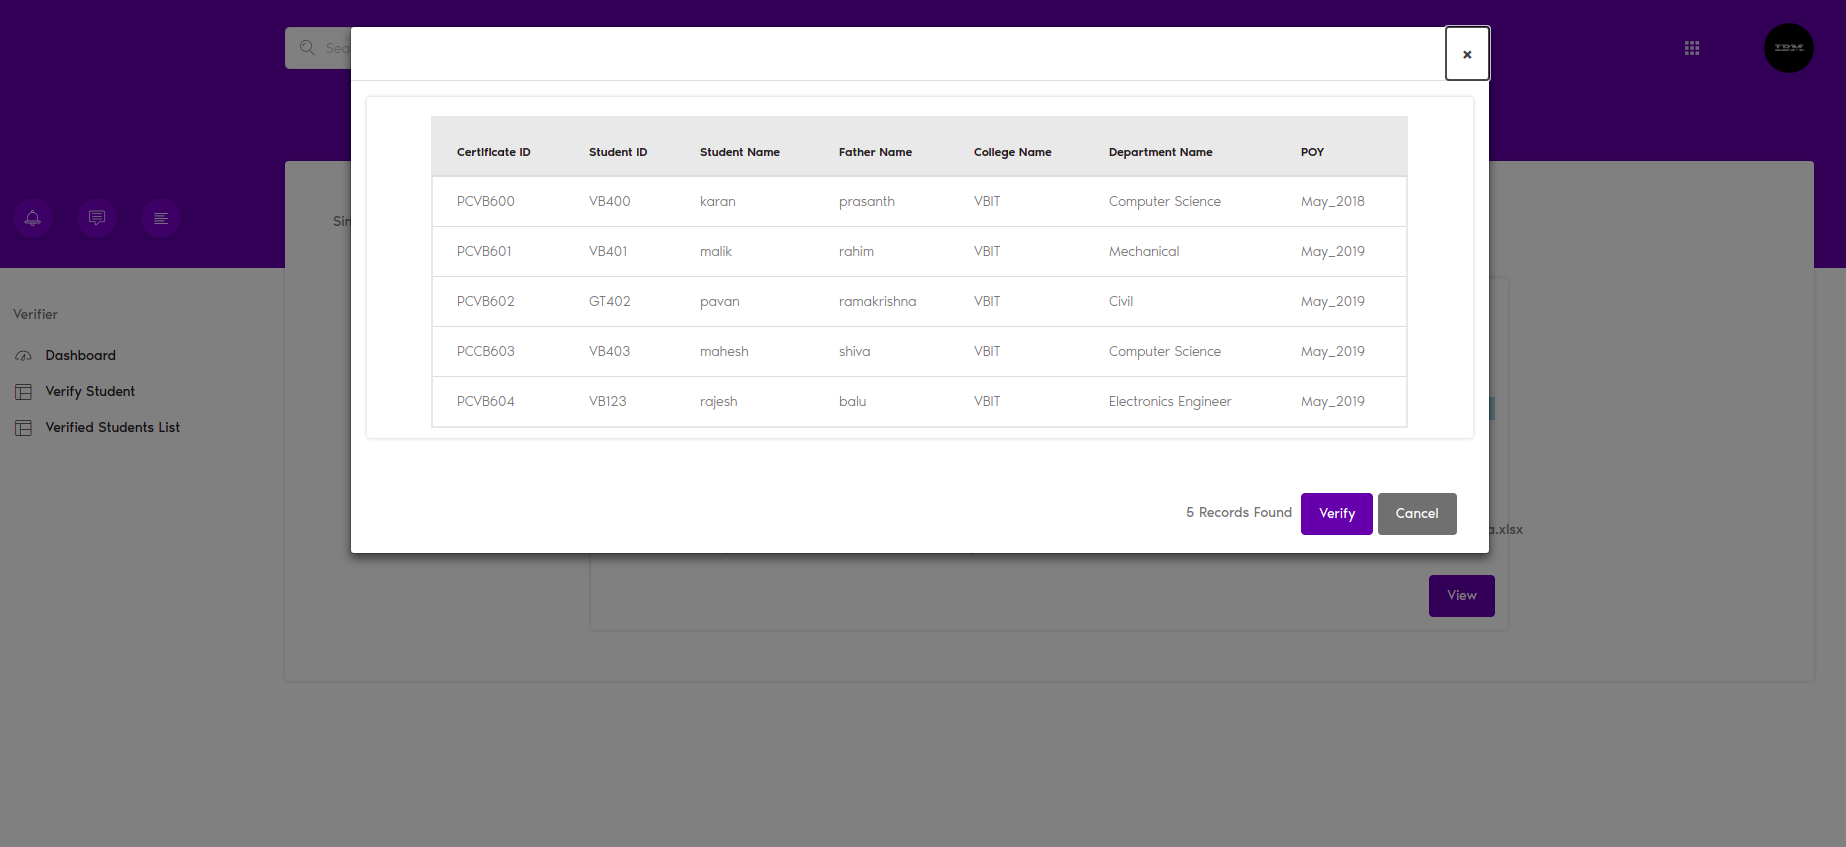 Sea
IBM
×
Certificate ID Student ID Student Name Father Name College Name Department Name POY
PCVB600 VB400 karan prasanth VBIT Computer Science May_2018
PCVB601 VB401 malik rahim VBIT Mechanical May_2019
PCVB602 GT402 pavan ramakrishna VBIT Civil May_2019
PCCB603 VB403 mahesh shiva VBIT Computer Science May_2019
PCVB604 VB123 rajesh balu VBIT Electronics Engineer May_2019
5 Records Found Verify Cancel
Sin
Verifier
Dashboard
Verify Student
Verified Students List
a.xlsx
View